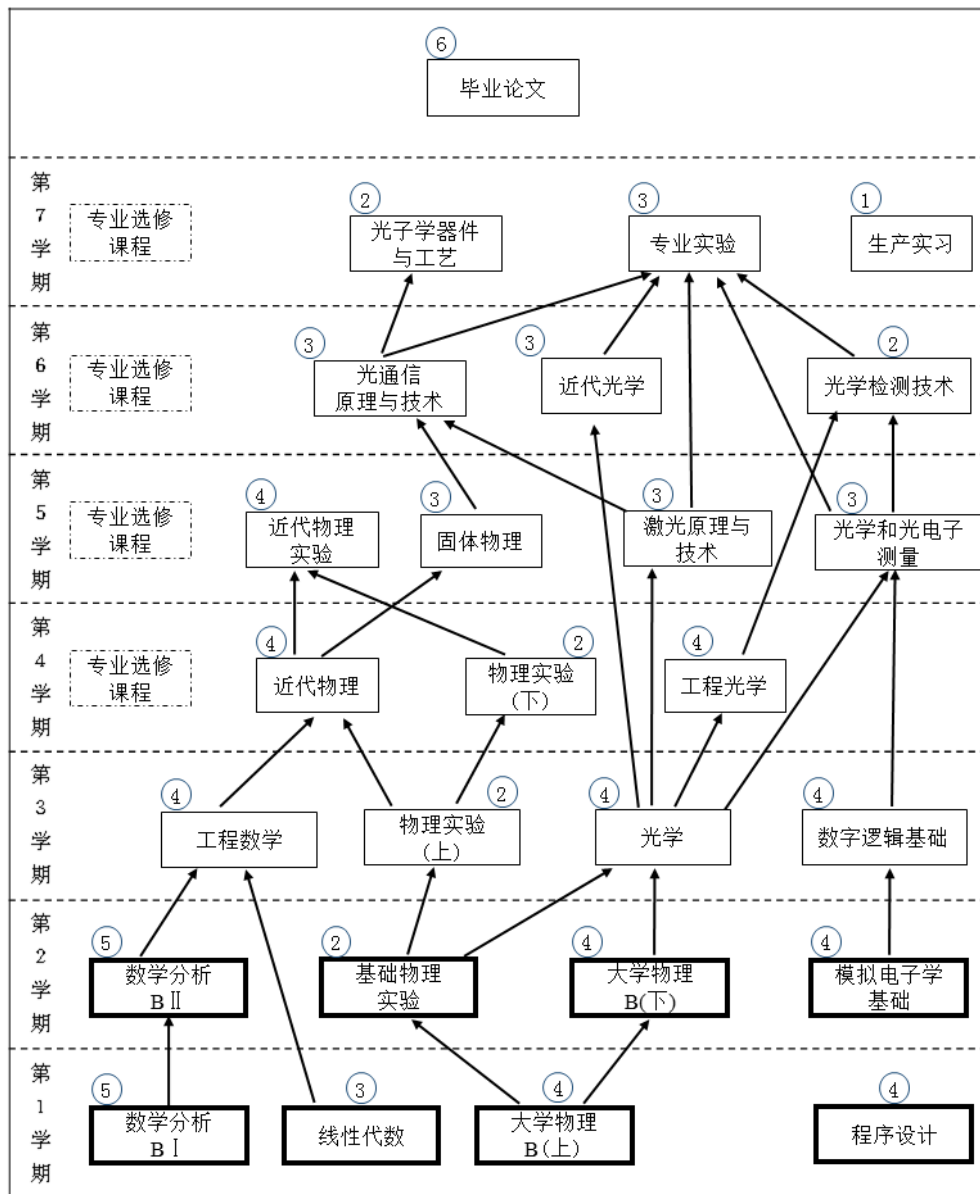 ⑥
毕业论文
第
7
学
期
专业选修
课程
②
光子学器件
与工艺
③
专业实验
①
生产实习
第
6
学
期
专业选修
课程
③
光通信
原理与技术
③
近代光学
②
光学检测技术
第
5
学
期
专业选修
课程
④
近代物理
实验
③
固体物理
③
激光原理与
技术
③
光学和光电子
测量
第
4
学
期
专业选修
课程
④
近代物理
②
物理实验
(下)
④
工程光学
第
3
学
期
④
工程数学
②
物理实验
(上)
④
光学
④
数字逻辑基础
第
2
学
期
⑤
数学分析
BⅡ
②
基础物理
实验
④
大学物理
B(下)
④
模拟电子学
基础
第
1
学
期
⑤
数学分析
BⅠ
③
线性代数
④
大学物理
B(上)
④
程序设计